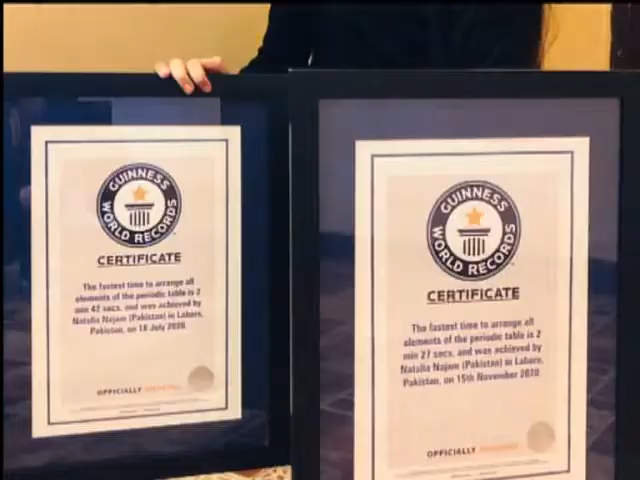 GUINNESS
WORLD RECORDS
CERTIFICATE
The fastest time to arrange all
elements of the periodic table is 2
min 42 secs. and was achieved by
Natalia Najam (Pakistan) in Lahore,
Pakistan, on 18 July 2020.
OFFICIALLY
GUINNESS
WORLD RECORDS
CERTIFICATE
The fastest time to arrange all
elements of the periodic table is 2
min 27 secs. and was achieved by
Natalia Najam (Pakistan) in Lahore,
Pakistan, on 15th November 2020.
OFFICIALLY